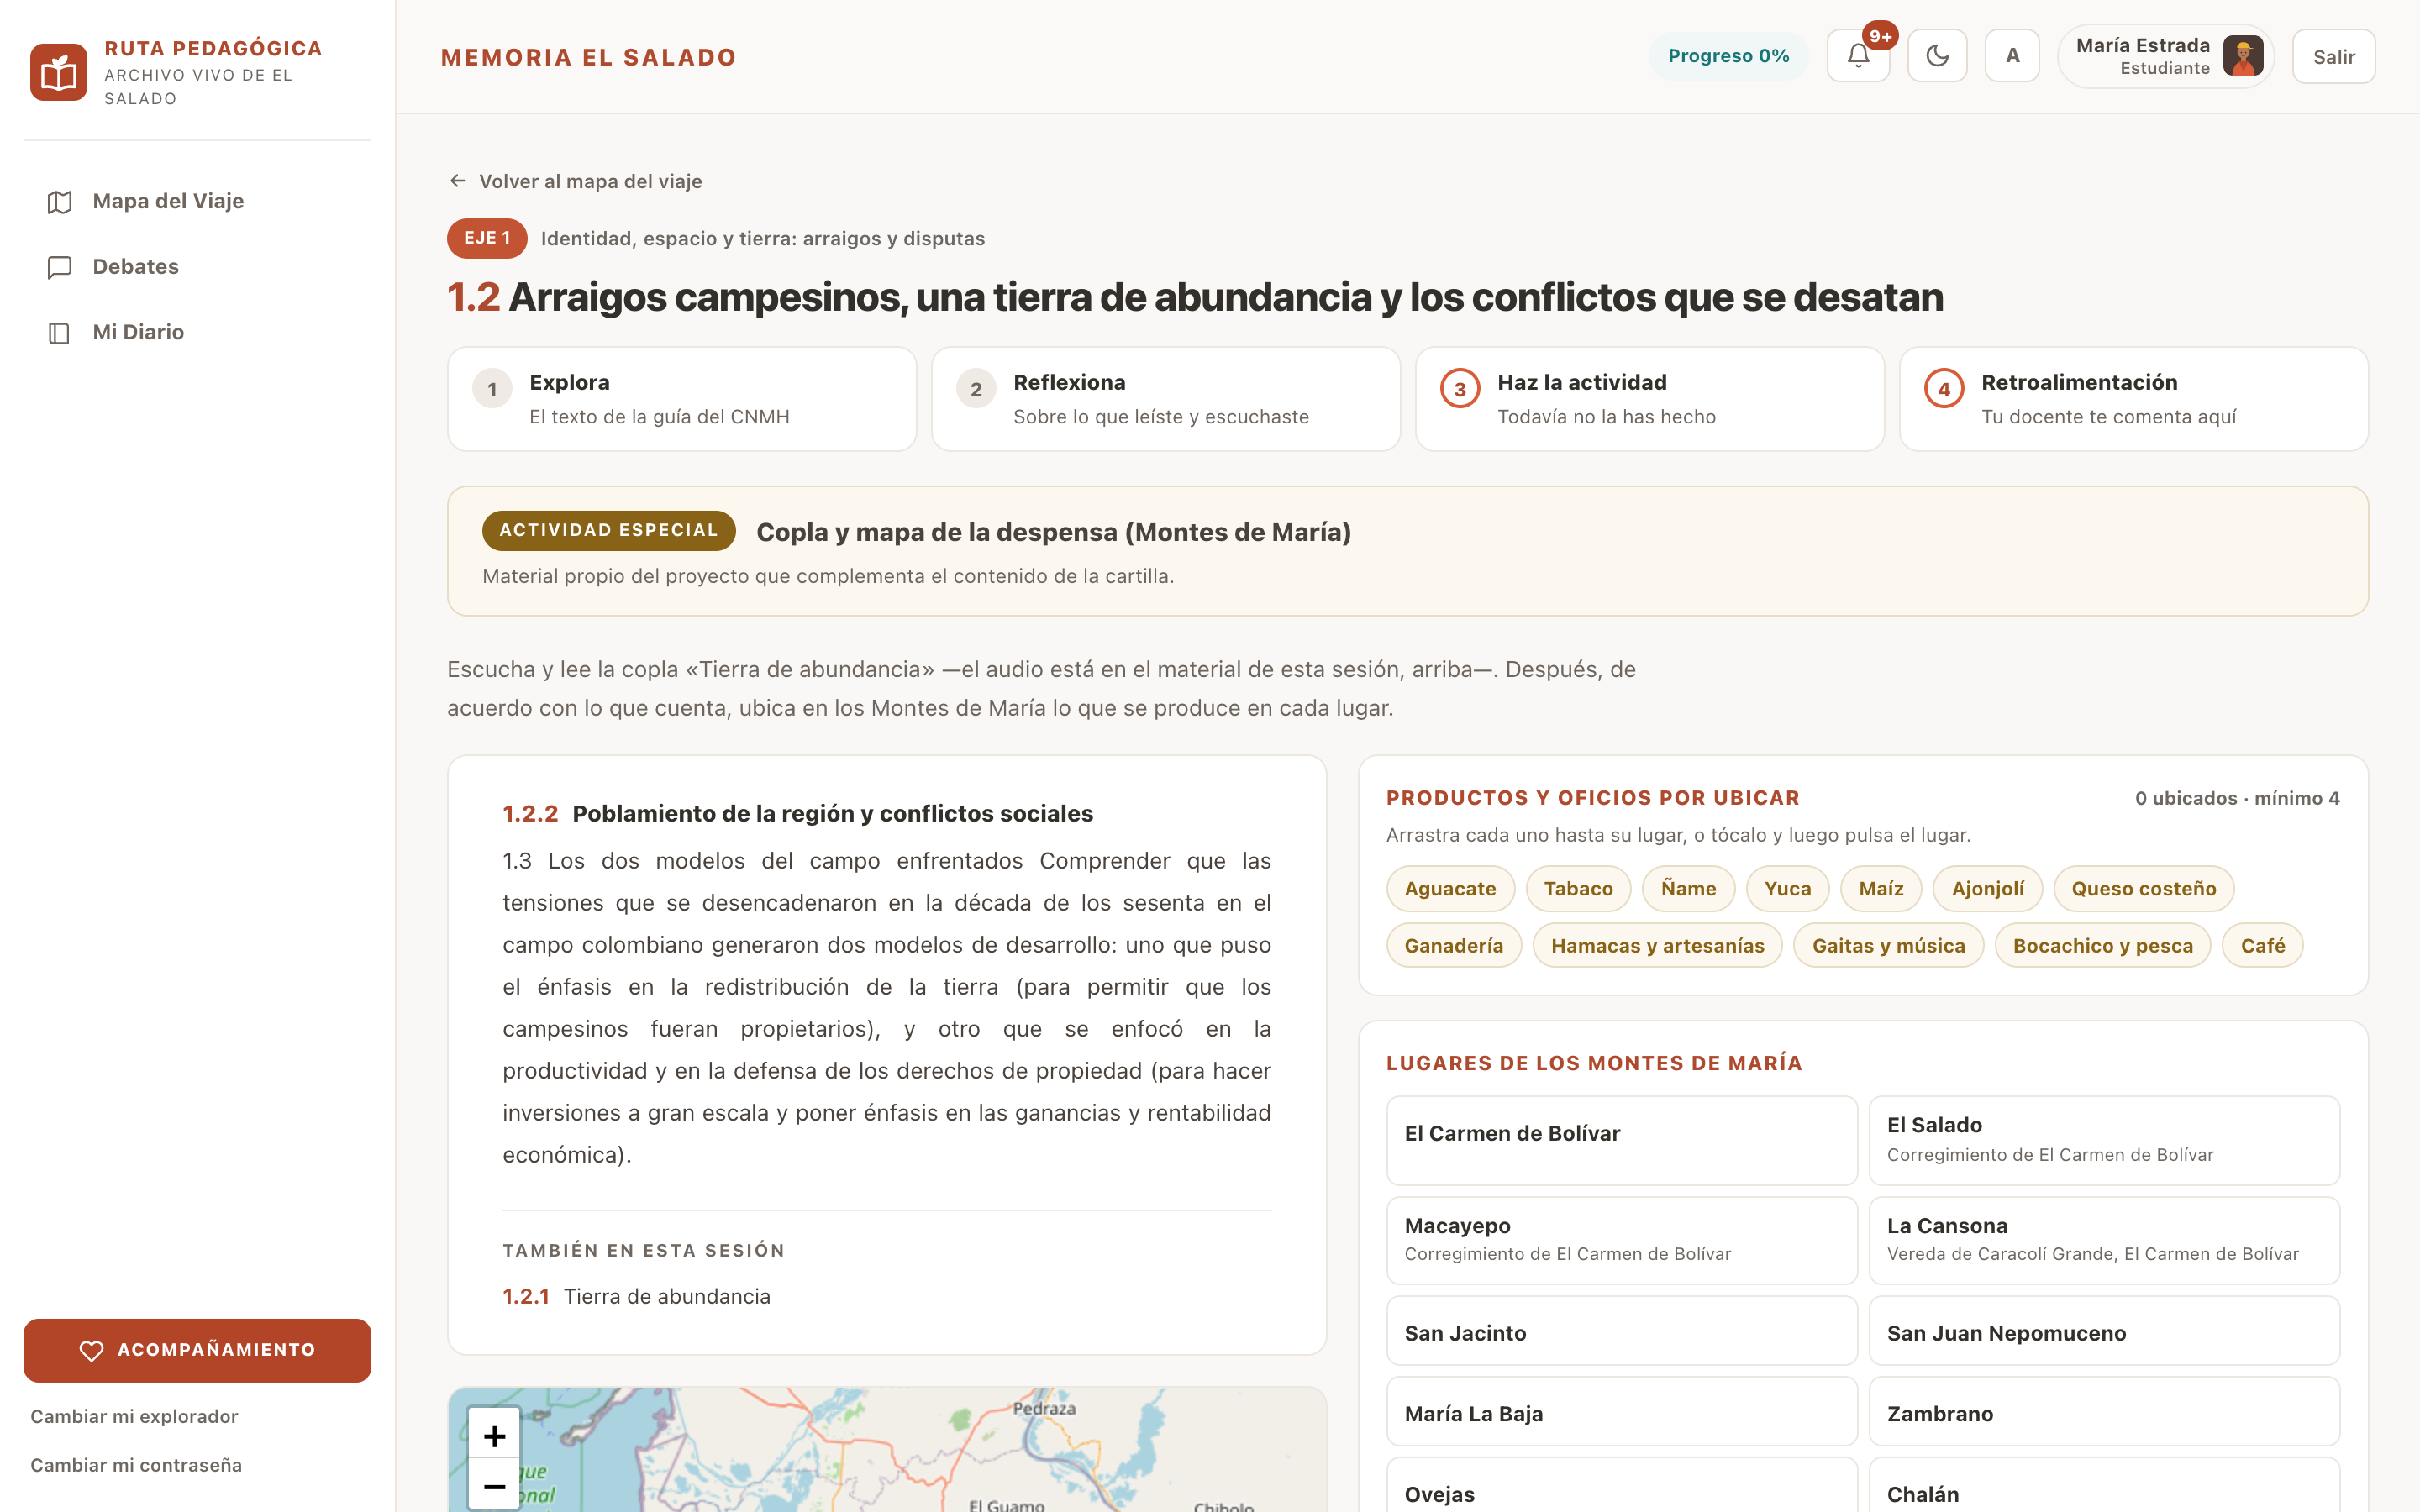 RUTA PEDAGÓGICA
ARCHIVO VIVO DE EL
SALADO
Mapa del Viaje
Debates
Mi Diario
ACOMPAÑAMIENTO
Cambiar mi explorador
Cambiar mi contraseña
MEMORIA EL SALADO
Progreso 0%
9+
A
María Estrada
Estudiante
Salir
← Volver al mapa del viaje
EJE 1 Identidad, espacio y tierra: arraigos y disputas
1.2 Arraigos campesinos, una tierra de abundancia y los conflictos que se desatan
1 Explora
El texto de la guía del CNMH
2 Reflexiona
Sobre lo que leíste y escuchaste
3 Haz la actividad
Todavía no la has hecho
4 Retroalimentación
Tu docente te comenta aquí
ACTIVIDAD ESPECIAL Copla y mapa de la despensa (Montes de María)
Material propio del proyecto que complementa el contenido de la cartilla.
Escucha y lee la copla «Tierra de abundancia» —el audio está en el material de esta sesión, arriba—. Después, de
acuerdo con lo que cuenta, ubica en los Montes de María lo que se produce en cada lugar.
1.2.2 Poblamiento de la región y conflictos sociales
1.3 Los dos modelos del campo enfrentados Comprender que las
tensiones que se desencadenaron en la década de los sesenta en el
campo colombiano generaron dos modelos de desarrollo: uno que puso
el énfasis en la redistribución de la tierra (para permitir que los
campesinos fueran propietarios), y otro que se enfocó en la
productividad y en la defensa de los derechos de propiedad (para hacer
inversiones a gran escala y poner énfasis en las ganancias y rentabilidad
económica).
TAMBIÉN EN ESTA SESIÓN
1.2.1 Tierra de abundancia
+
−
Pedraza
El Guamo
Chibolo
que
onal
PRODUCTOS Y OFICIOS POR UBICAR
0 ubicados · mínimo 4
Arrastra cada uno hasta su lugar, o tócalo y luego pulsa el lugar.
Aguacate Tabaco Ñame Yuca Maíz Ajonjolí Queso costeño
Ganadería Hamacas y artesanías Gaitas y música Bocachico y pesca Café
LUGARES DE LOS MONTES DE MARÍA
El Carmen de Bolívar
El Salado
Corregimiento de El Carmen de Bolívar
Macayepo
Corregimiento de El Carmen de Bolívar
La Cansona
Vereda de Caracolí Grande, El Carmen de Bolívar
San Jacinto
San Juan Nepomuceno
María La Baja
Zambrano
Ovejas
Chalán